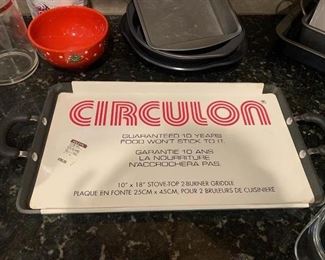 CIRCULON®
GUARANTEED 10 YEARS
FOOD WON'T STICK TO IT.
GARANTIE 10 ANS
LA NOURRITURE
N'ACCROCHERA PAS.
10" x 18" STOVE-TOP 2 BURNER GRIDDLE
PLAQUE EN FONTE 25CM x 45CM, POUR 2 BRULEURS DE CUISINIERE